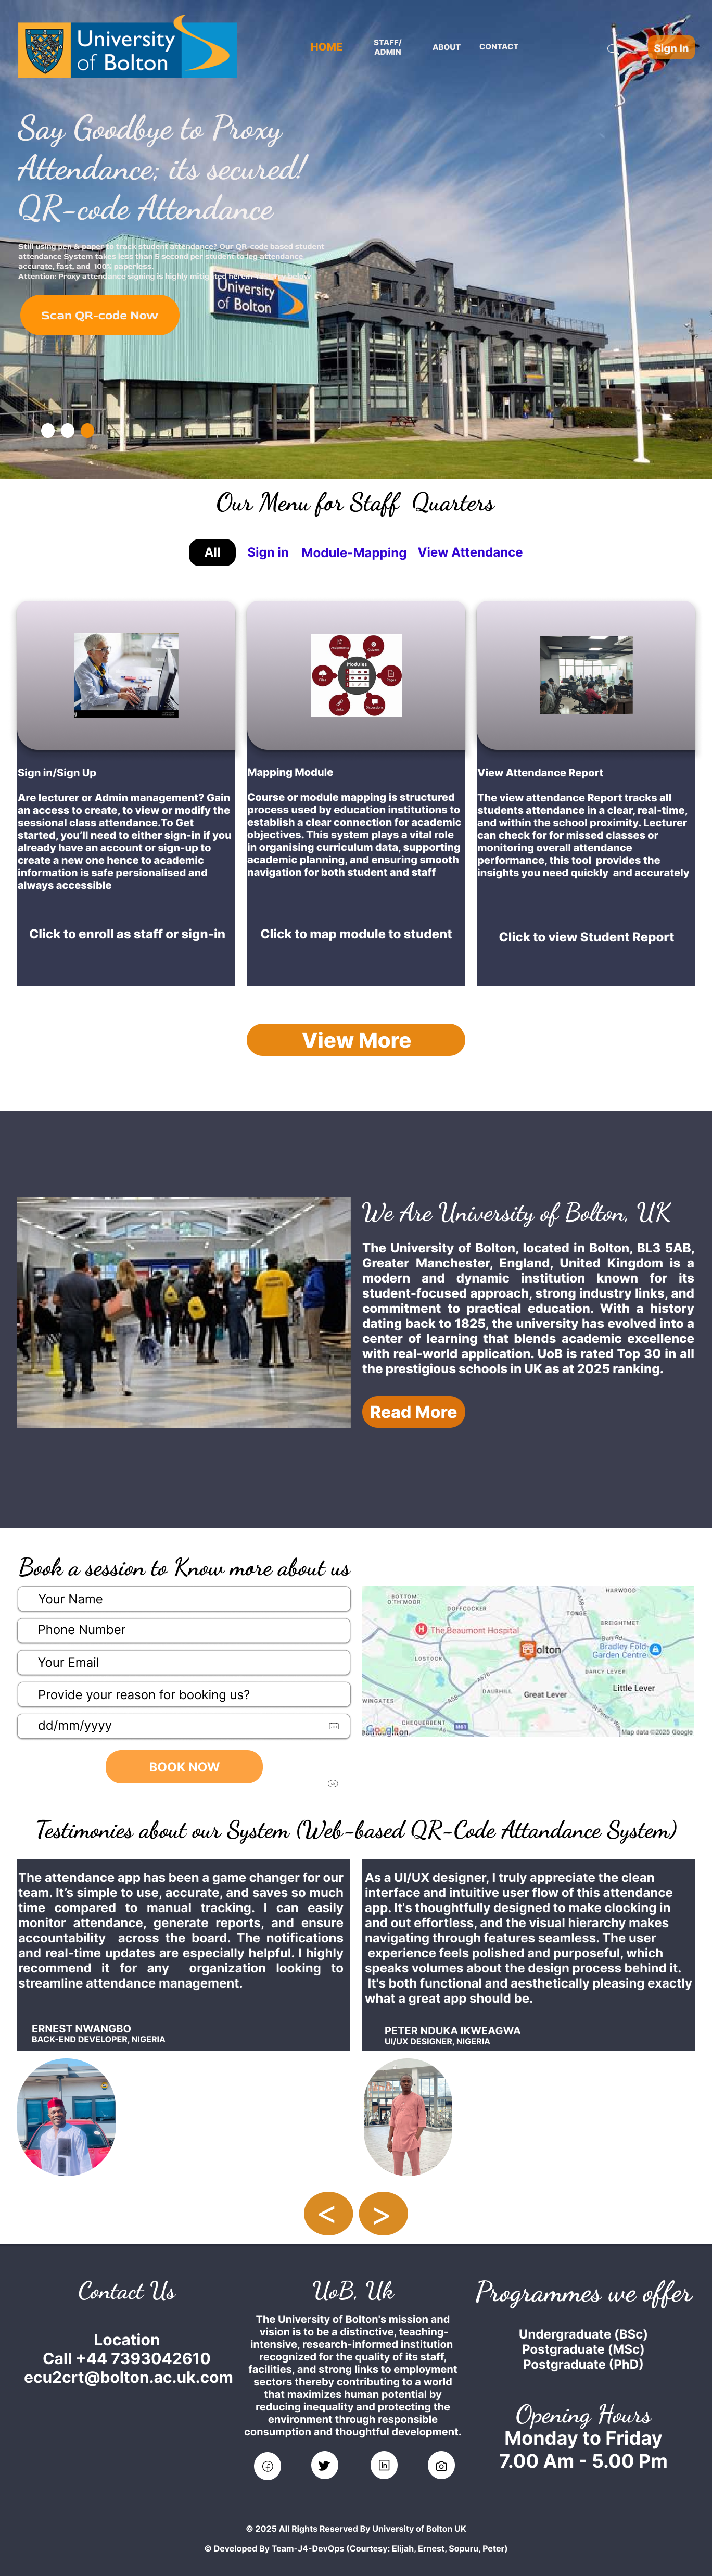 University
of Bolton
HOME
STAFF/
ADMIN
ABOUT
CONTACT
Sign In
Say Goodbye to Proxy
Attendance; its secured!
QR-code Attendance
Still using pen & paper to track student attendance? Our QR-code based student
attendance System takes less than 5 second per student to log attendance
accurate, fast, and 100% paperless.
Attention: Proxy attendance signing is highly mitigated herein
University
of Bolton
Scan QR-code Now
Our Menu for Staff Quarters
All
Sign in
Module-Mapping
View Attendance
Modules
Sign in/Sign Up
Are lecturer or Admin management? Gain
an access to create, to view or modify the
sessional class attendance.To Get
started, you'll need to either sign-in if you
already have an account or sign-up to
create a new one hence to academic
information is safe persionalised and
always accessible
Click to enroll as staff or sign-in
Mapping Module
Course or module mapping is structured
process used by education institutions to
establish a clear connection for academic
objectives. This system plays a vital role
in organising curriculum data, supporting
academic planning, and ensuring smooth
navigation for both student and staff
Click to map module to student
View Attendance Report
The view attendance Report tracks all
students attendance in a clear, real-time,
and within the school proximity. Lecturer
can check for for missed classes or
monitoring overall attendance
performance, this tool provides the
insights you need quickly and accurately
Click to view Student Report
View More
We Are University of Bolton, UK
The University of Bolton, located in Bolton, BL3 5AB,
Greater Manchester, England, United Kingdom is a
modern and dynamic institution known for its
student-focused approach, strong industry links, and
commitment to practical education. With a history
dating back to 1825, the university has evolved into a
center of learning that blends academic excellence
with real-world application. UoB is rated Top 30 in all
the prestigious schools in UK as at 2025 ranking.
Read More
Book a session to Know more about us
Your Name
Phone Number
Your Email
Provide your reason for booking us?
dd/mm/yyyy
BOOK NOW
HARWOOD
BOTTOM
O'TH'MOOR
DOFFCOCKER
TONGE
BREIGHTMET
The Beaumont Hospital
Bury Rd
Bradley Fold
Garden Centre
olton
LOSTOCK
DARCY LEVER
Little Lever
DAUBHILL
Great Lever
WINGATES
CHEQUERBENT
M61
Google
Map data ©2025 Google
Testimonies about our System (Web-based QR-Code Attandance System)
The attendance app has been a game changer for our
team. It's simple to use, accurate, and saves so much
time compared to manual tracking. I can easily
monitor attendance, generate reports, and ensure
accountability across the board. The notifications
and real-time updates are especially helpful. I highly
recommend it for any organization looking to
streamline attendance management.
ERNEST NWANGBO
BACK-END DEVELOPER, NIGERIA
As a UI/UX designer, I truly appreciate the clean
interface and intuitive user flow of this attendance
app. It's thoughtfully designed to make clocking in
and out effortless, and the visual hierarchy makes
navigating through features seamless. The user
experience feels polished and purposeful, which
speaks volumes about the design process behind it.
It's both functional and aesthetically pleasing exactly
what a great app should be.
PETER NDUKA IKWEAGWA
UI/UX DESIGNER, NIGERIA
< >
Contact Us
Location
Call +44 7393042610
ecu2crt@bolton.ac.uk.com
UoB, Uk
The University of Bolton's mission and
vision is to be a distinctive, teaching-
intensive, research-informed institution
recognized for the quality of its staff,
facilities, and strong links to employment
sectors thereby contributing to a world
that maximizes human potential by
reducing inequality and protecting the
environment through responsible
consumption and thoughtful development.
Programmes we offer
Undergraduate (BSc)
Postgraduate (MSc)
Postgraduate (PhD)
Opening Hours
Monday to Friday
7.00 Am - 5.00 Pm
© 2025 All Rights Reserved By University of Bolton UK
© Developed By Team-J4-DevOps (Courtesy: Elijah, Ernest, Sopuru, Peter)